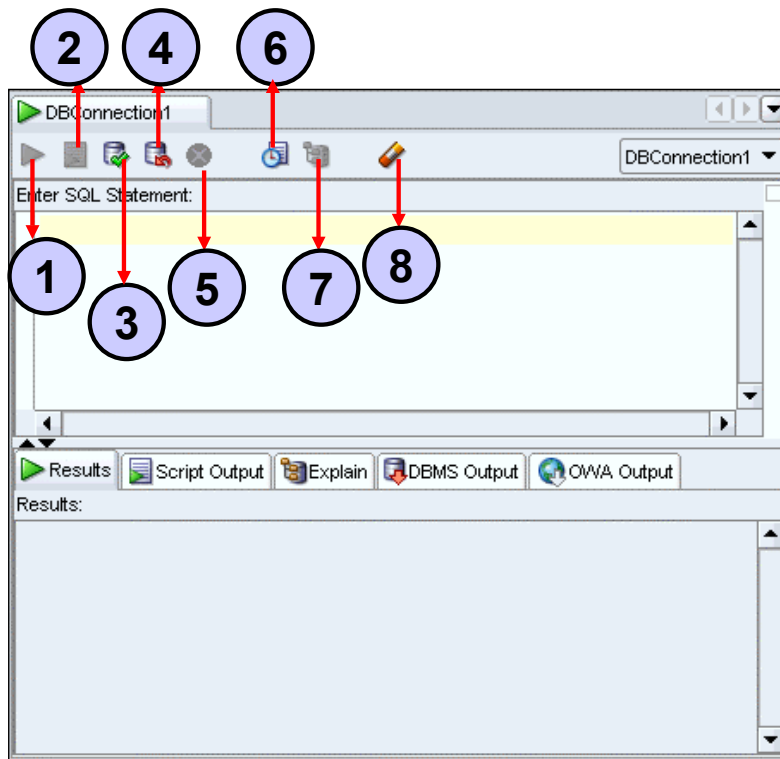 2 4 6
DBConnection1
DBConnection1
Enter SQL Statement:
1 3 5 7 8
Results Script Output Explain DBMS Output OWA Output
Results: